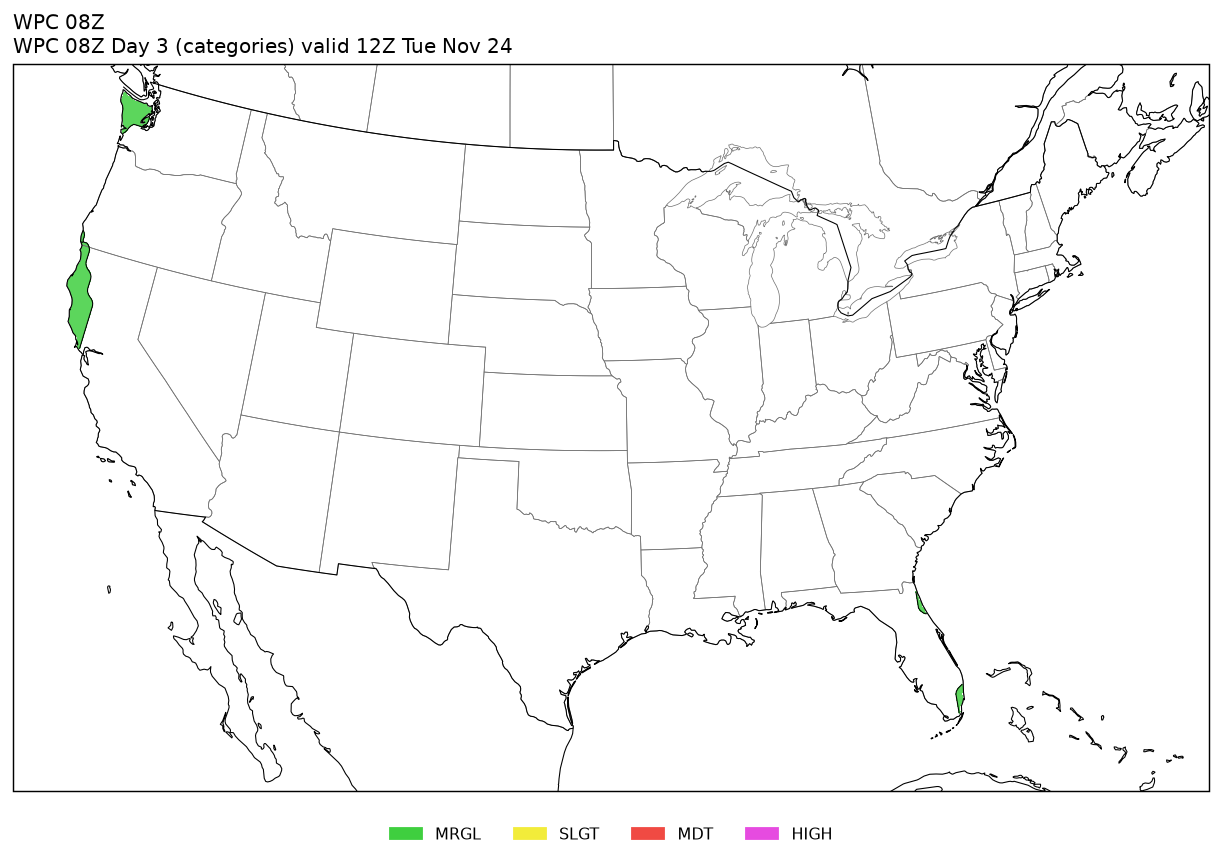 WPC 08Z
WPC 08Z Day 3 (categories) valid 12Z Tue Nov 24
MRGL SLGT MDT HIGH